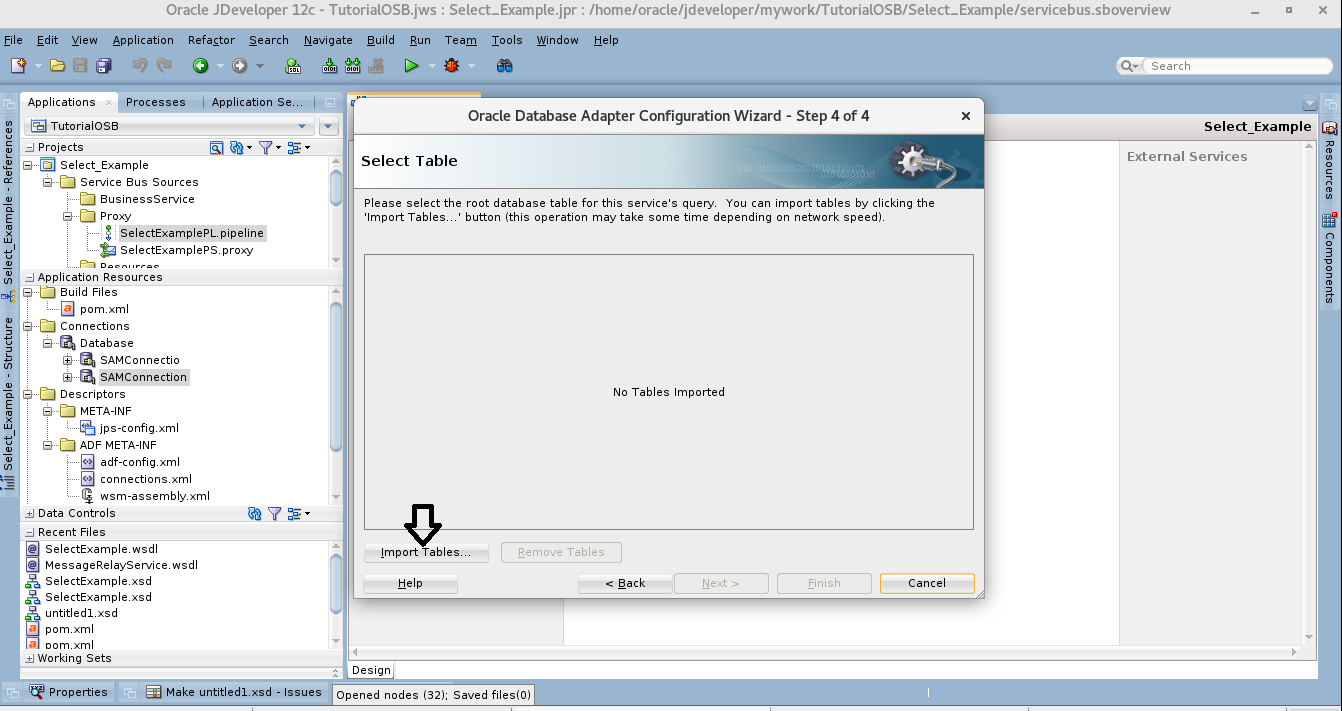 Oracle JDeveloper 12c - TutorialOSB.jws : Select_Example.jpr : /home/oracle/jdeveloper/mywork/TutorialOSB/Select_Example/servicebus.sboverview
File Edit View Application Refactor Search Navigate Build Run Team Tools Window Help
Search
Applications Processes Application Se...
TutorialOSB
Projects
Select_Example
Service Bus Sources
BusinessService
Proxy
SelectExamplePL.pipeline
SelectExamplePS.proxy
Resources
Application Resources
Build Files
pom.xml
Connections
Database
SAMConnectio
SAMConnection
Descriptors
META-INF
jps-config.xml
ADF META-INF
adf-config.xml
connections.xml
wsm-assembly.xml
Data Controls
Recent Files
SelectExample.wsdl
MessageRelayService.wsdl
SelectExample.xsd
SelectExample.xsd
untitled1.xsd
pom.xml
pom.xml
Working Sets
Select_Example - References
Select_Example - Structure
Oracle Database Adapter Configuration Wizard - Step 4 of 4
Select Table
Please select the root database table for this service's query. You can import tables by clicking the
'Import Tables...' button (this operation may take some time depending on network speed).
No Tables Imported
Import Tables... Remove Tables
Help < Back Next > Finish Cancel
Select_Example
External Services
Resources
Components
Design
Properties Make untitled1.xsd - Issues Opened nodes (32); Saved files(0)